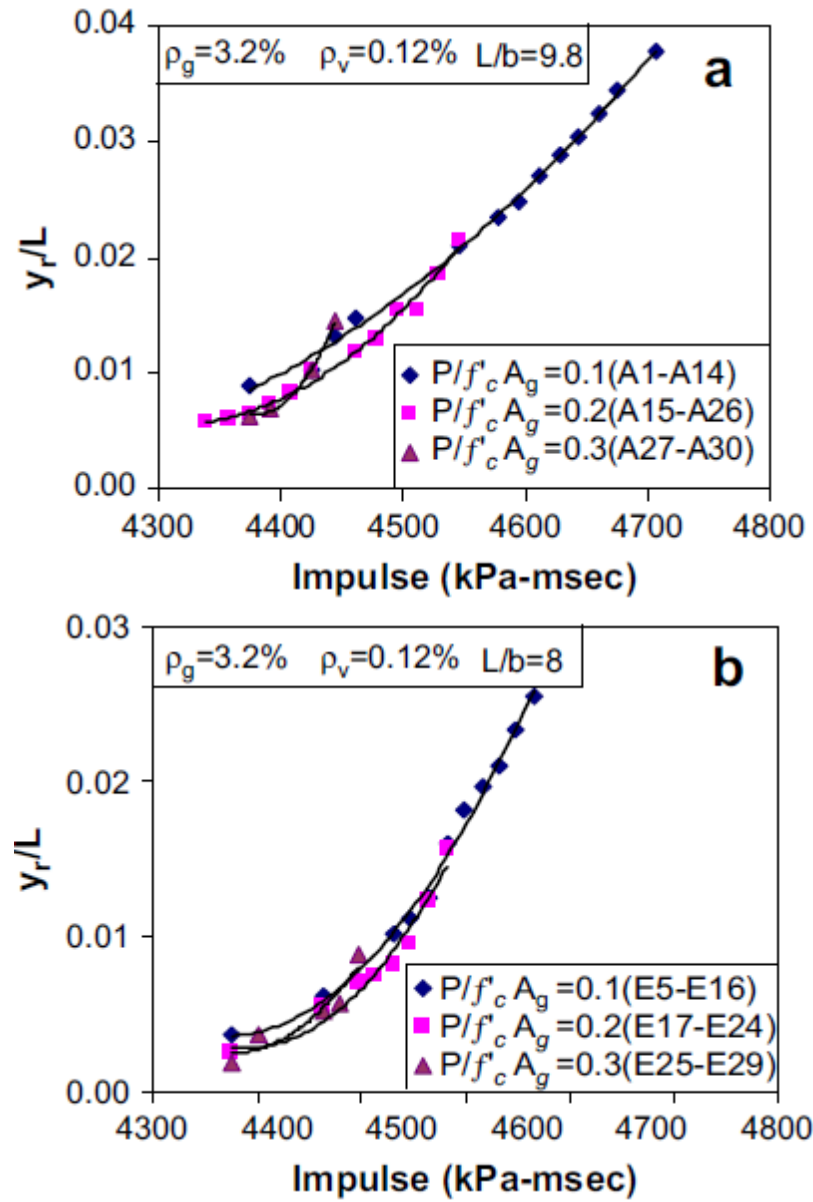 0.04
ρg=3.2% ρv=0.12% L/b=9.8
a
0.03
yr/L
0.02
P/f'c Ag=0.1(A1-A14)
0.01
P/f'c Ag=0.2(A15-A26)
P/f'c Ag=0.3(A27-A30)
0.00
4300 4400 4500 4600 4700 4800
Impulse (kPa-msec)
0.03
ρg=3.2% ρv=0.12% L/b=8
b
0.02
yr/L
0.01
P/f'c Ag=0.1(E5-E16)
P/f'c Ag=0.2(E17-E24)
P/f'c Ag=0.3(E25-E29)
0.00
4300 4400 4500 4600 4700 4800
Impulse (kPa-msec)